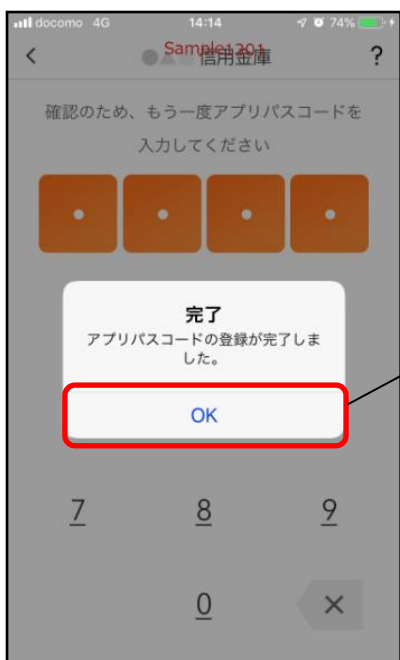 docomo 4G 14:14 74%
●▲■信用金庫
Sample1201
?
確認のため、もう一度アプリパスコードを
入力してください
完了
アプリパスコードの登録が完了しま
した。
OK
7 8 9
0